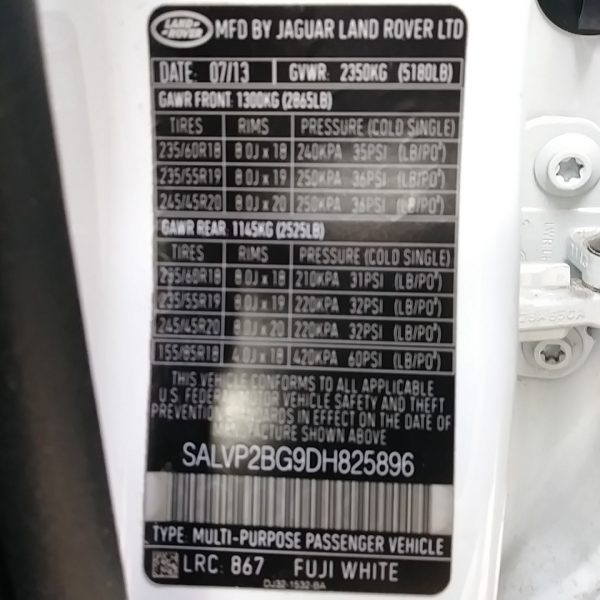 LAND ROVER MFD BY JAGUAR LAND ROVER LTD
DATE: 07/13 GVWR: 2350KG (5180LB)
GAWR FRONT: 1300KG (2865LB)
TIRES RIMS PRESSURE (COLD SINGLE)
235/60R18 8.0J x 18 240KPA 35PSI (LB/PO²)
235/55R19 8.0J x 19 250KPA 36PSI (LB/PO²)
245/45R20 8.0J x 20 250KPA 36PSI (LB/PO²)
GAWR REAR: 1145KG (2525LB)
TIRES RIMS PRESSURE (COLD SINGLE)
235/60R18 8.0J x 18 210KPA 31PSI (LB/PO²)
235/55R19 8.0J x 19 220KPA 32PSI (LB/PO²)
245/45R20 8.0J x 20 220KPA 32PSI (LB/PO²)
155/85R18 4.0J x 18 420KPA 60PSI (LB/PO²)
THIS VEHICLE CONFORMS TO ALL APPLICABLE
U.S. FEDERAL MOTOR VEHICLE SAFETY AND THEFT
PREVENTION STANDARDS IN EFFECT ON THE DATE OF
MANUFACTURE SHOWN ABOVE
SALVP2BG9DH825896
TYPE: MULTI-PURPOSE PASSENGER VEHICLE
LRC: 867 FUJI WHITE
DJ32-1532-BA